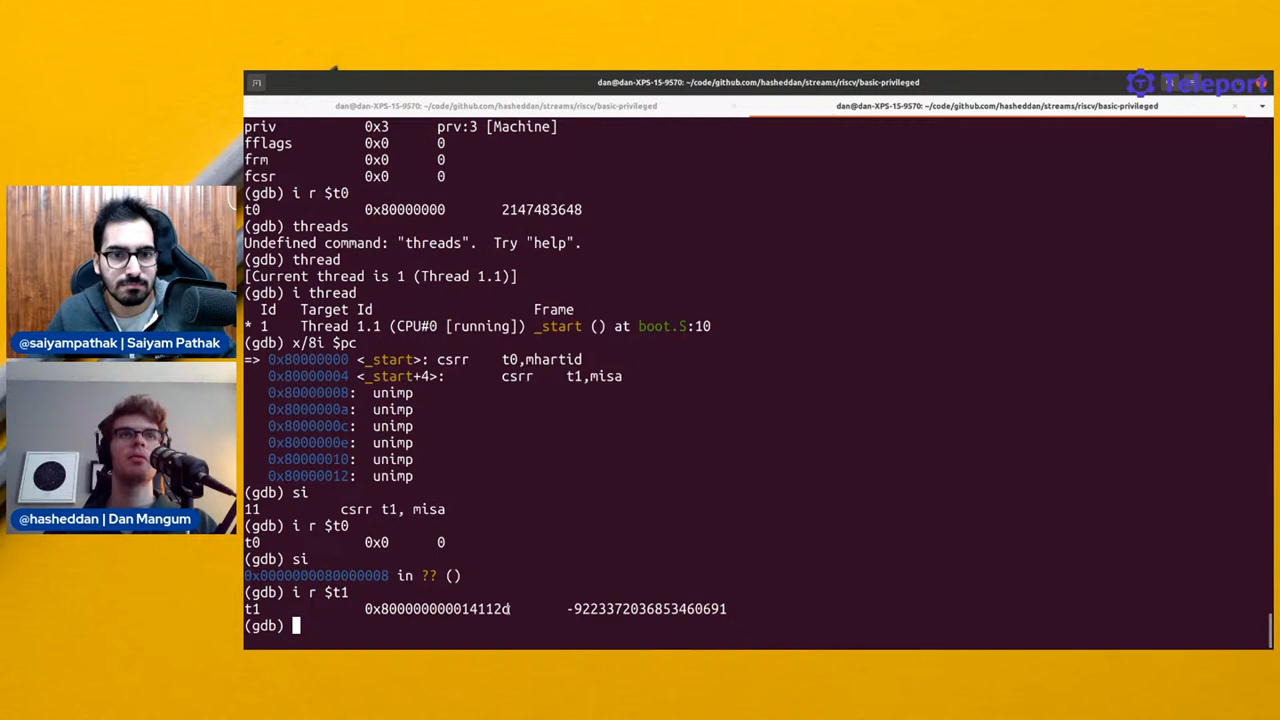 Teleport
dan@dan-XPS-15-9570: ~/code/github.com/hasheddan/streams/riscv/basic-privileged
dan@dan-XPS-15-9570: ~/code/github.com/hasheddan/streams/riscv/basic-privileged
dan@dan-XPS-15-9570: ~/code/github.com/hasheddan/streams/riscv/basic-privileged
priv 0x3 prv:3 [Machine]
fflags 0x0 0
frm 0x0 0
fcsr 0x0 0
(gdb) i r $t0
t0 0x80000000 2147483648
(gdb) threads
Undefined command: "threads". Try "help".
(gdb) thread
[Current thread is 1 (Thread 1.1)]
(gdb) i thread
Id Target Id Frame
* 1 Thread 1.1 (CPU#0 [running]) _start () at boot.S:10
(gdb) x/8i $pc
=> 0x80000000 <_start>: csrr t0,mhartid
0x80000004 <_start+4>: csrr t1,misa
0x80000008: unimp
0x8000000a: unimp
0x8000000c: unimp
0x8000000e: unimp
0x80000010: unimp
0x80000012: unimp
(gdb) si
11 csrr t1, misa
(gdb) i r $t0
t0 0x0 0
(gdb) si
0x0000000080000008 in ?? ()
(gdb) i r $t1
t1 0x800000000014112d -9223372036853460691
(gdb)
@saiyampathak | Saiyam Pathak
@hasheddan | Dan Mangum